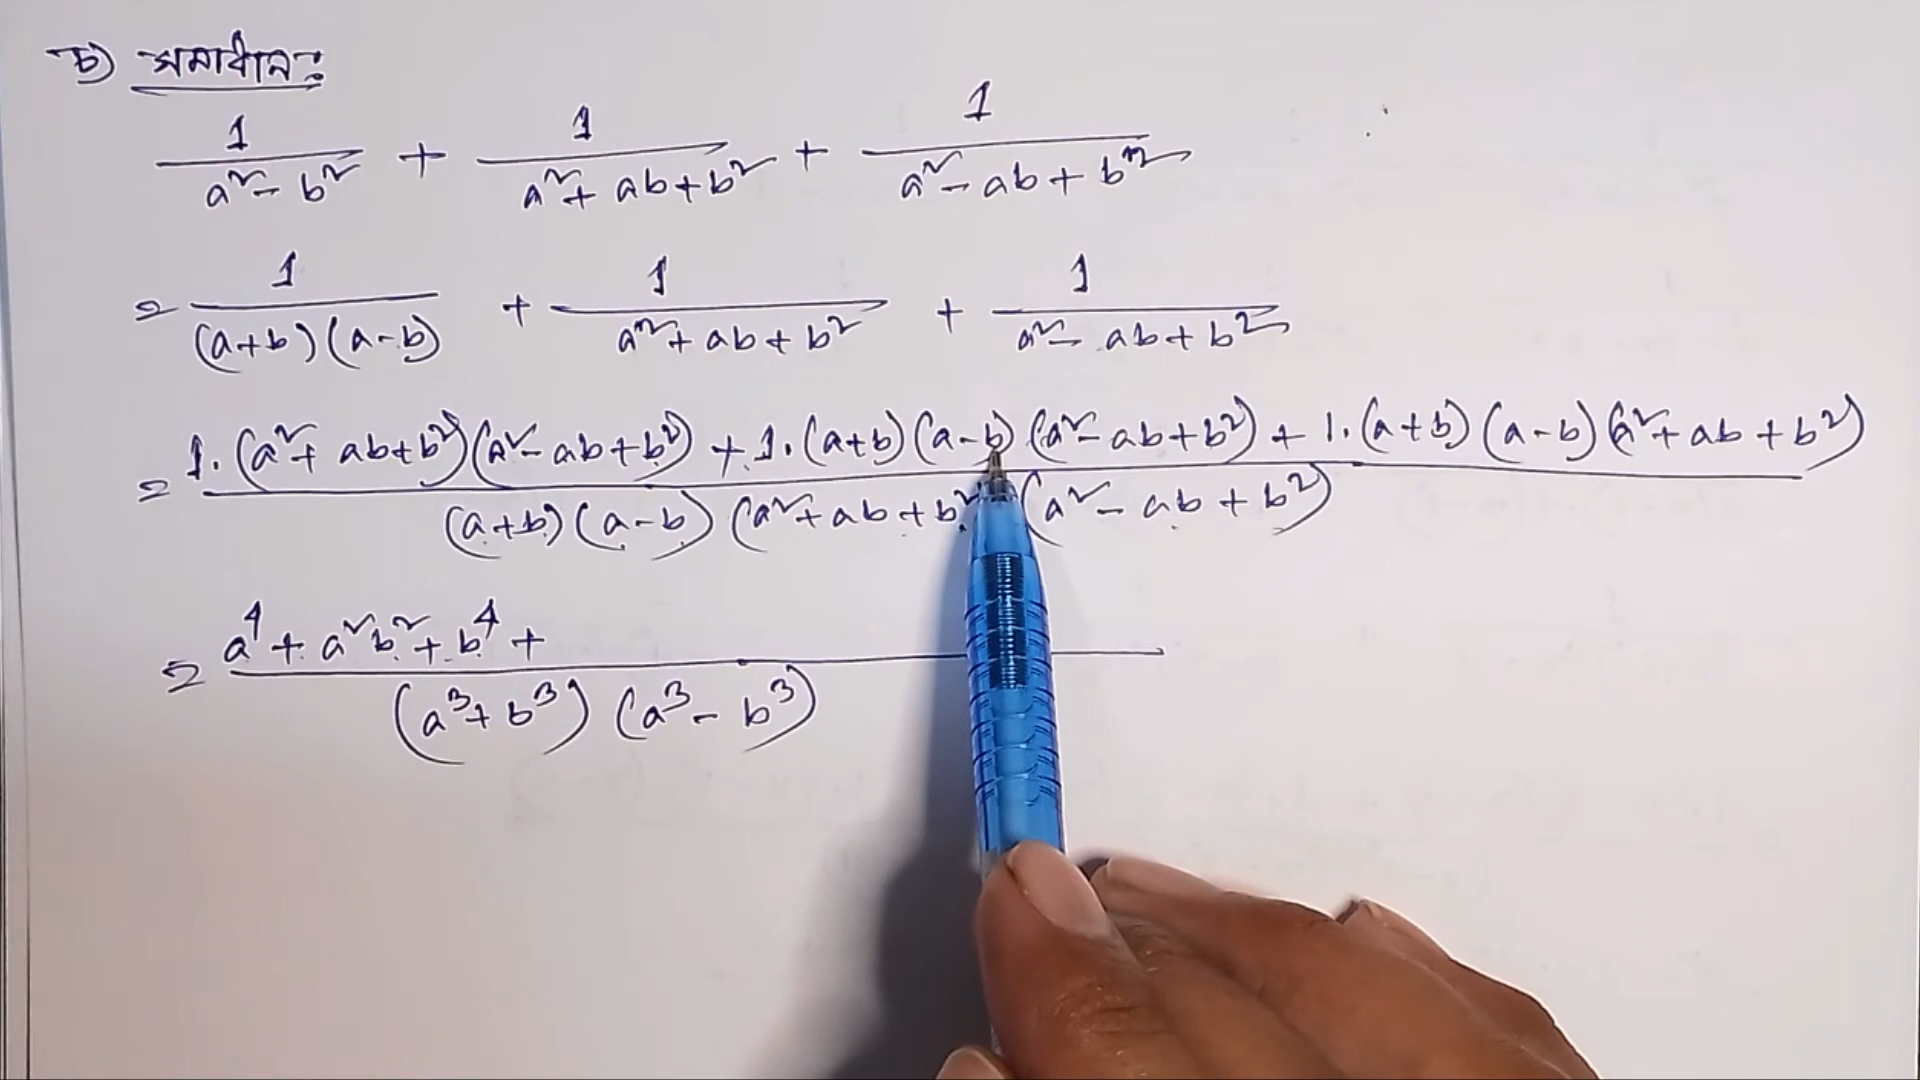 চ) সমাধান:
1/(a²-b²) + 1/(a²+ab+b²) + 1/(a²-ab+b²)
= 1/((a+b)(a-b)) + 1/(a²+ab+b²) + 1/(a²-ab+b²)
= (1.(a²+ab+b²)(a²-ab+b²) + 1.(a+b)(a-b)(a²-ab+b²) + 1.(a+b)(a-b)(a²+ab+b²))/((a+b)(a-b)(a²+ab+b² (a²-ab+b²))
= (a⁴+a²b²+b⁴+)/((a³+b³)(a³-b³))